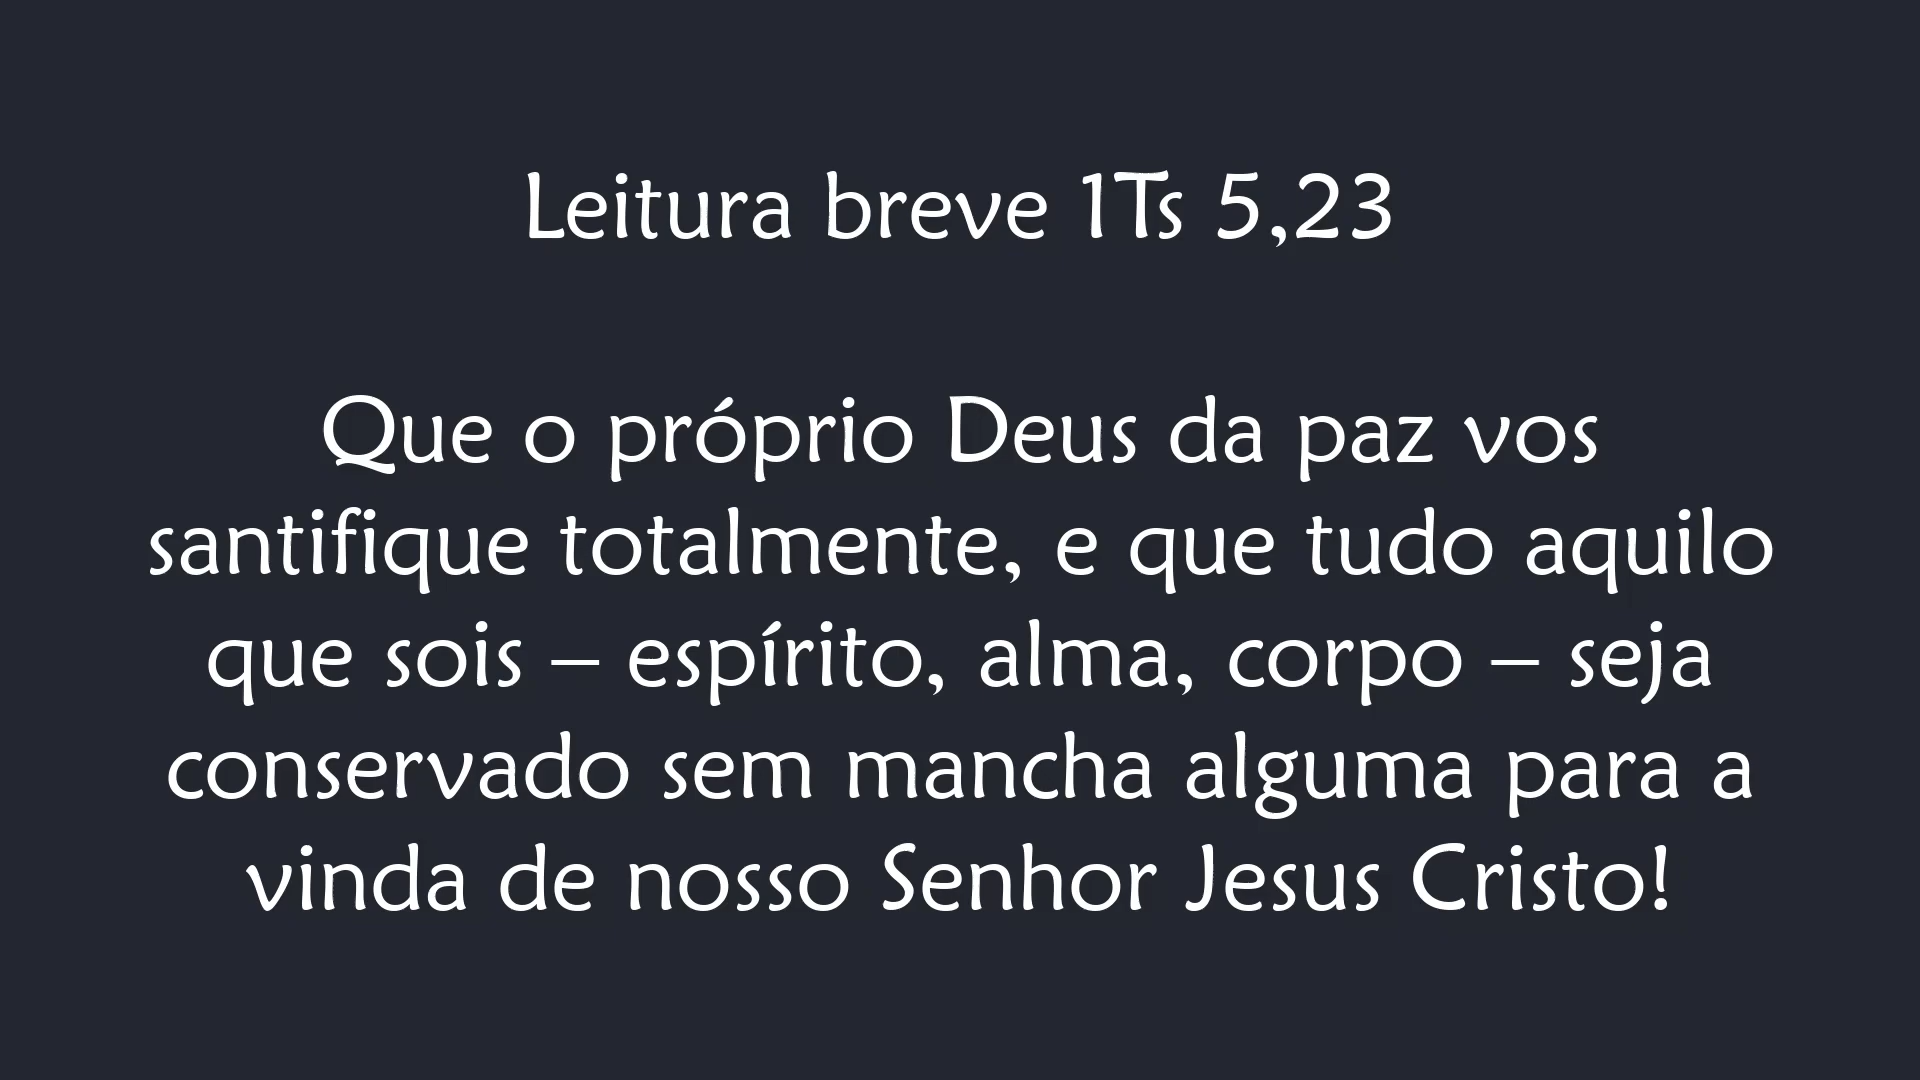 Leitura breve 1Ts 5,23
Que o próprio Deus da paz vos
santifique totalmente, e que tudo aquilo
que sois – espírito, alma, corpo – seja
conservado sem mancha alguma para a
vinda de nosso Senhor Jesus Cristo!